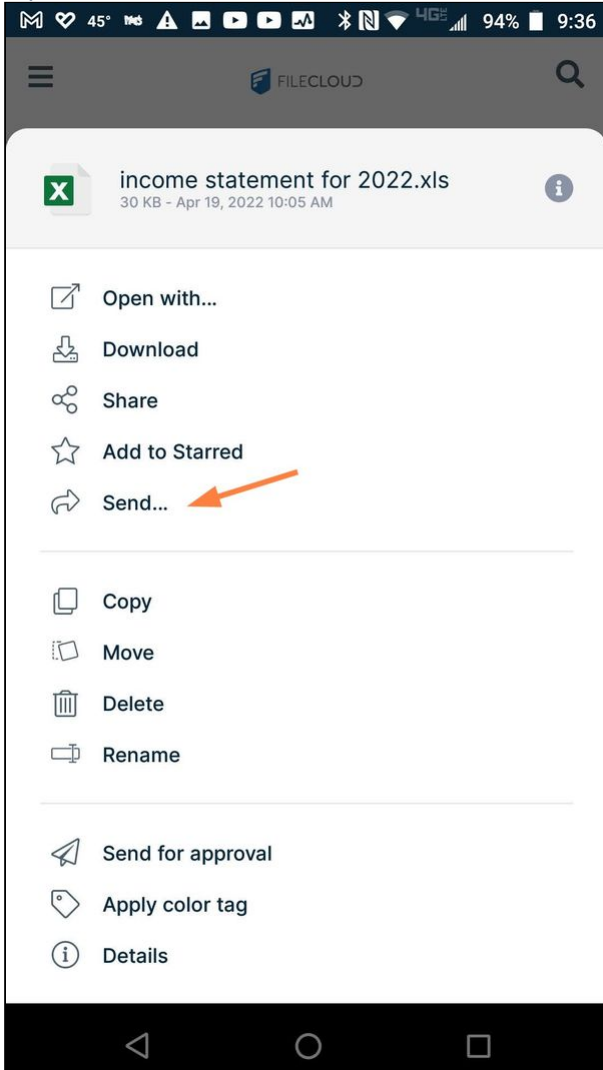 45° 4GE 94% 9:36
FILECLOUD
income statement for 2022.xls
30 KB - Apr 19, 2022 10:05 AM
Open with...
Download
Share
Add to Starred
Send...
Copy
Move
Delete
Rename
Send for approval
Apply color tag
Details